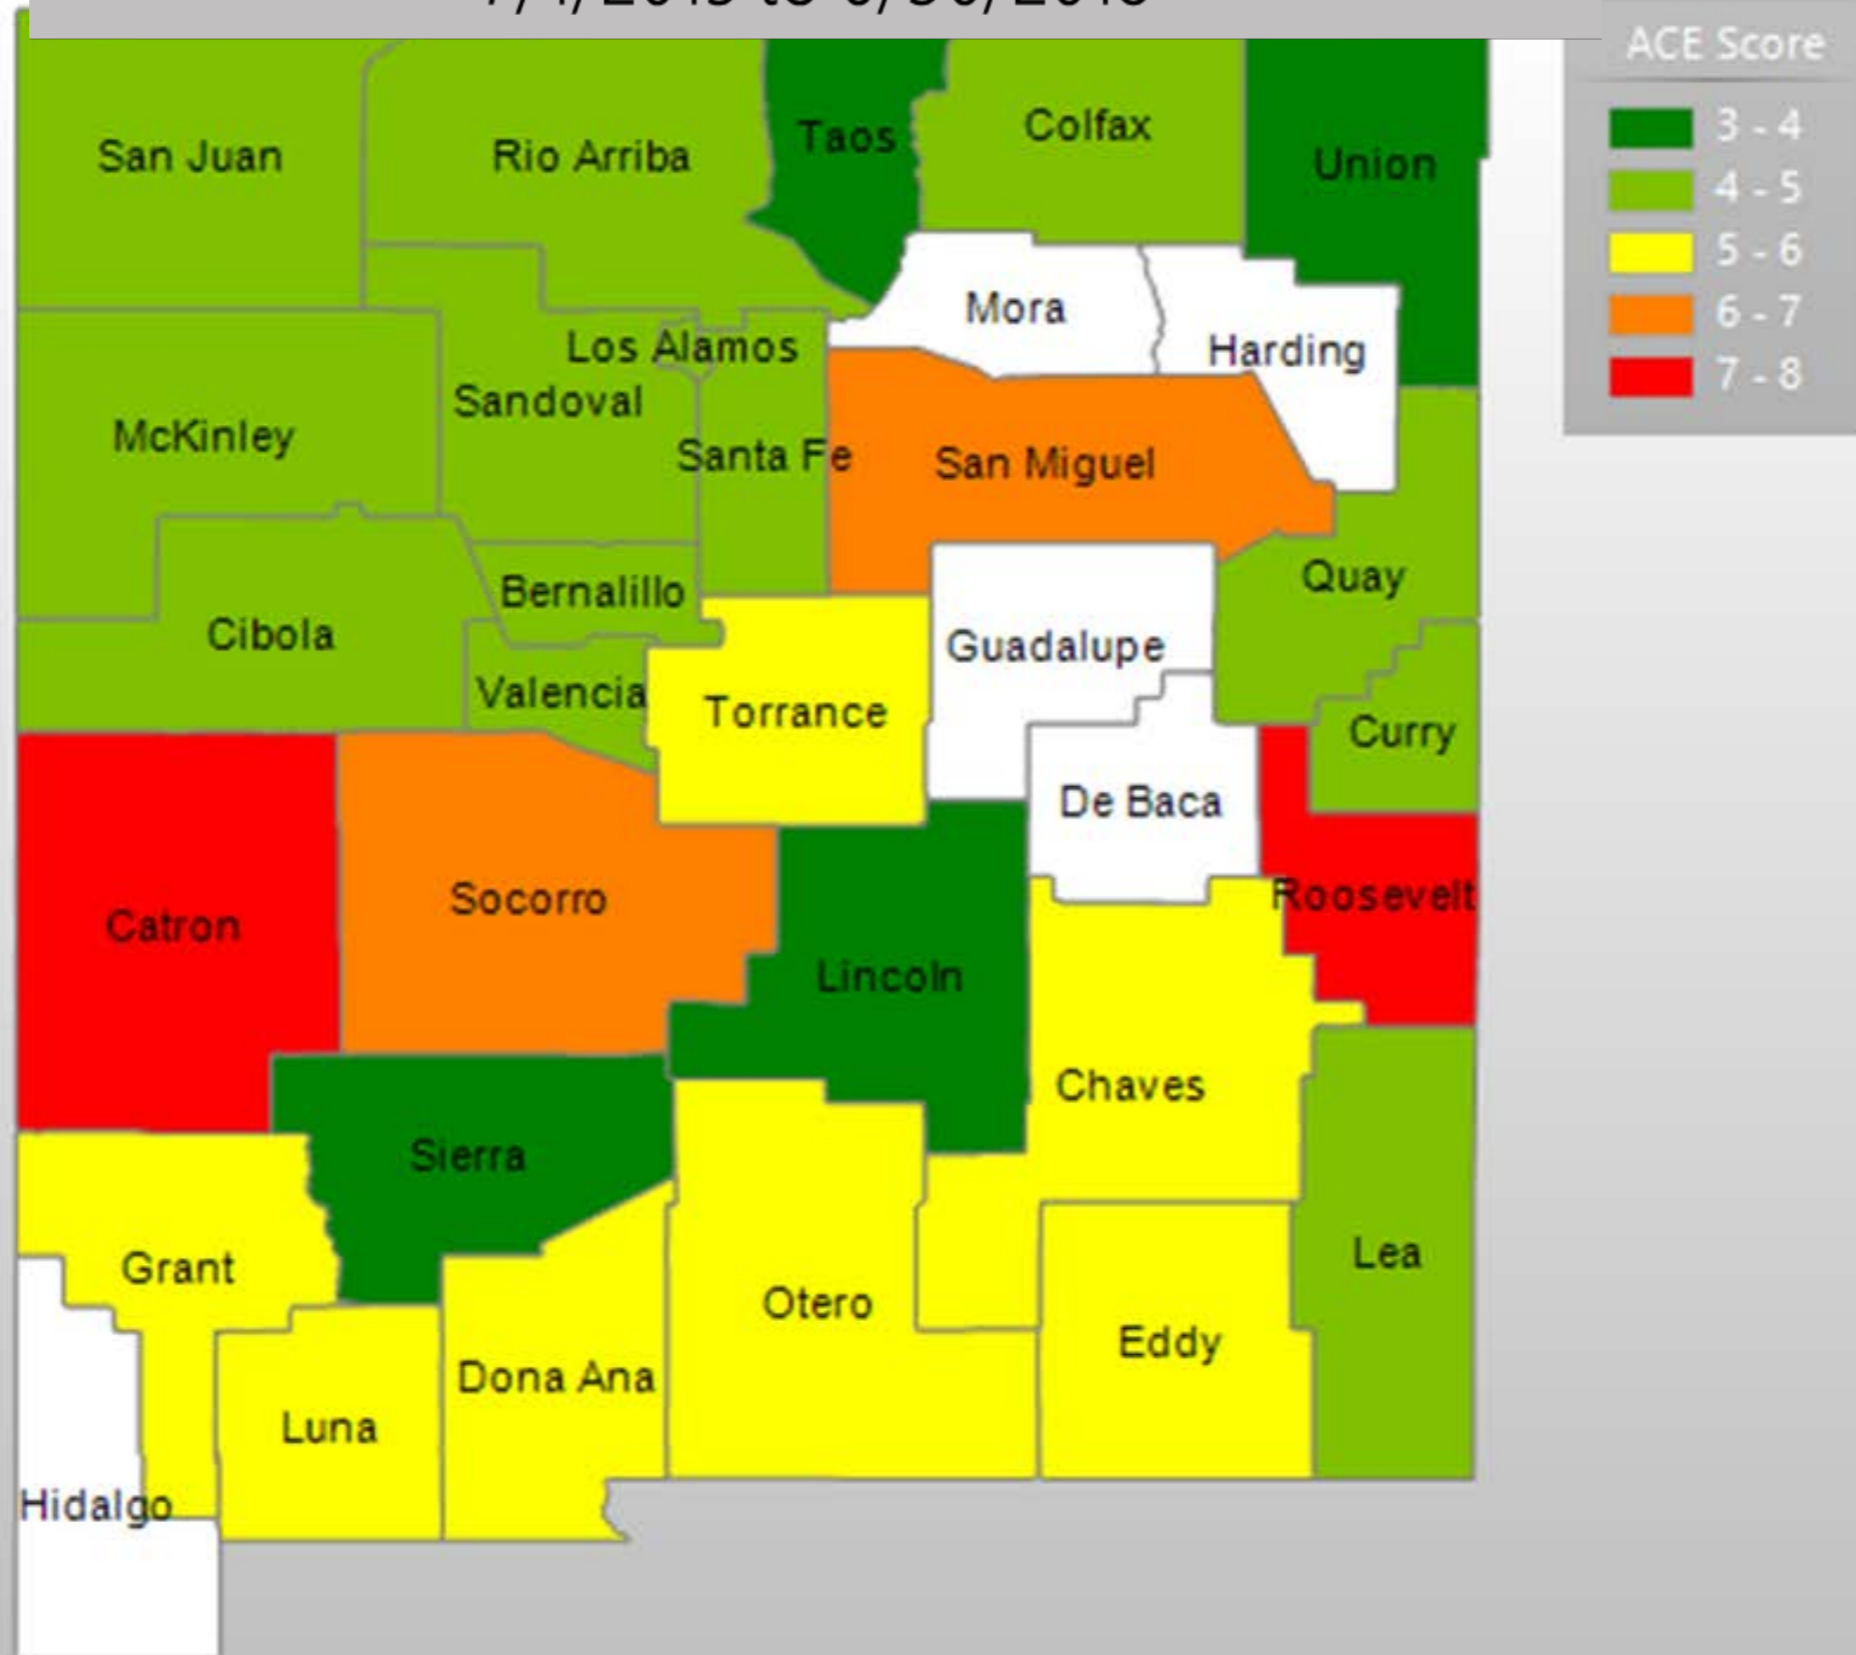 ACE Score
3 - 4
4 - 5
5 - 6
6 - 7
7 - 8
San Juan
Rio Arriba
Taos
Colfax
Union
Mora
Harding
Los Alamos
Sandoval
McKinley
Santa Fe
San Miguel
Quay
Bernalillo
Cibola
Guadalupe
Valencia
Torrance
Curry
De Baca
Roosevelt
Catron
Socorro
Lincoln
Chaves
Sierra
Grant
Lea
Otero
Eddy
Dona Ana
Luna
Hidalgo